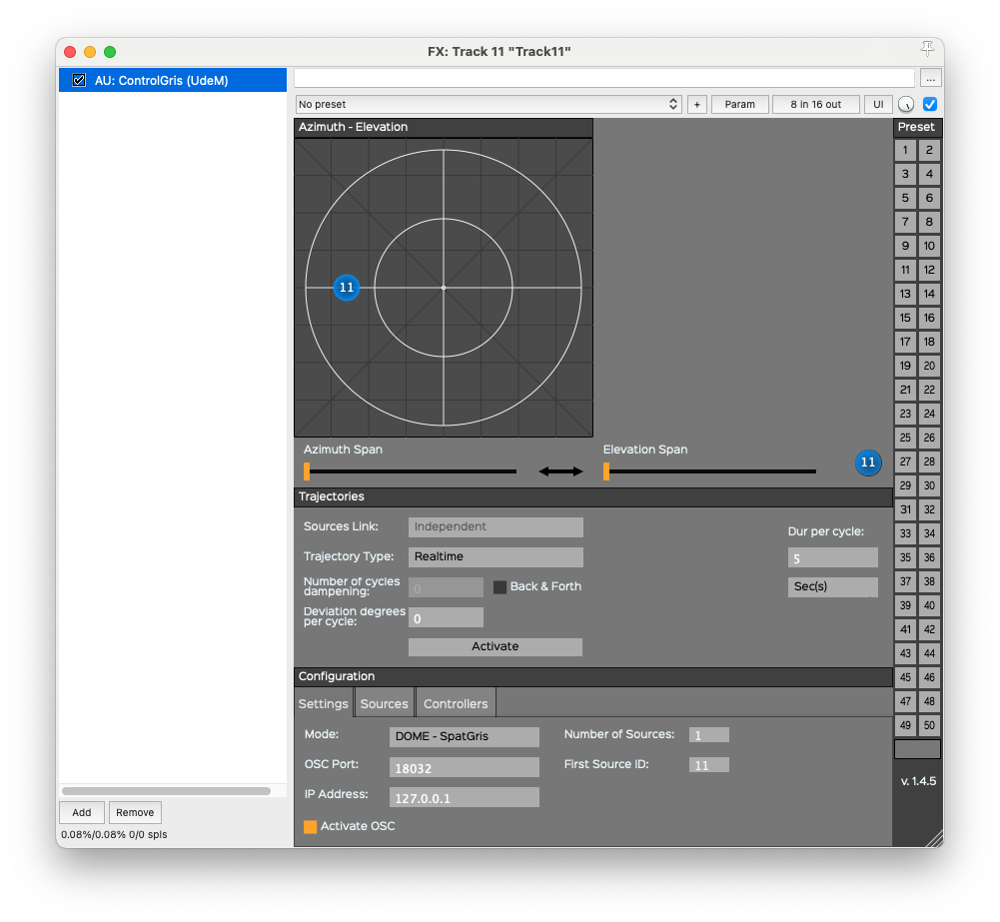 FX: Track 11 "Track11"
AU: ControlGris (UdeM)
...
No preset
+
Param
8 in 16 out
UI
Azimuth - Elevation
Preset
11
1 2
3 4
5 6
7 8
9 10
11 12
13 14
15 16
17 18
19 20
21 22
23 24
25 26
27 28
29 30
31 32
33 34
35 36
37 38
39 40
41 42
43 44
45 46
47 48
49 50
v. 1.4.5
Azimuth Span
Elevation Span
11
Trajectories
Sources Link: Independent
Dur per cycle:
Trajectory Type: Realtime
5
Number of cycles
dampening: 0
Back & Forth
Sec(s)
Deviation degrees
per cycle: 0
Activate
Configuration
Settings Sources Controllers
Mode: DOME - SpatGris
Number of Sources: 1
OSC Port: 18032
First Source ID: 11
IP Address: 127.0.0.1
Activate OSC
Add Remove
0.08%/0.08% 0/0 spls